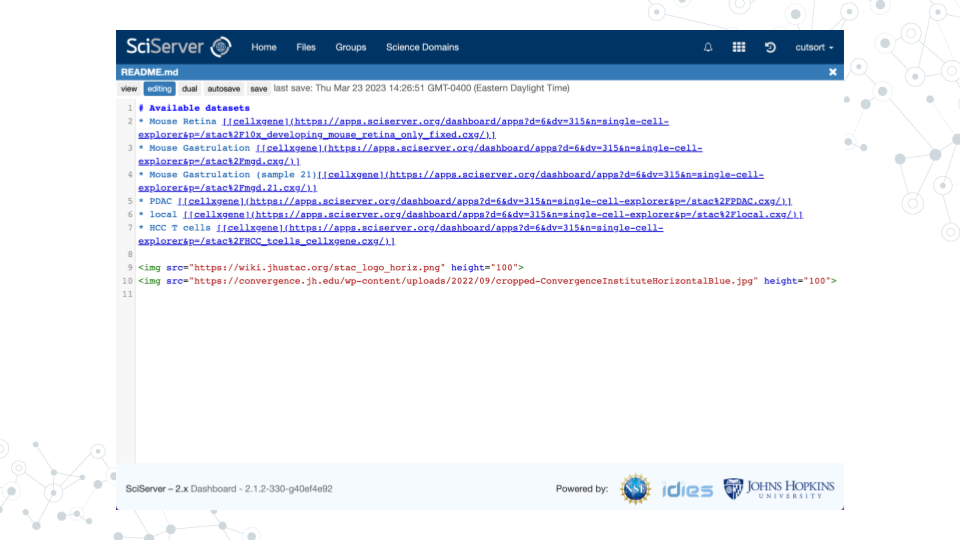 SciServer Home Files Groups Science Domains cutsort
README.md
view editing dual autosave save last save: Thu Mar 23 2023 14:26:51 GMT-0400 (Eastern Daylight Time)
1 # Available datasets
2 * Mouse Retina [[cellxgene](https://apps.sciserver.org/dashboard/apps?d=6&dv=315&n=single-cell-
explorer&p=/stac%2F10x_developing_mouse_retina_only_fixed.cxg/)]
3 * Mouse Gastrulation [[cellxgene](https://apps.sciserver.org/dashboard/apps?d=6&dv=315&n=single-cell-
explorer&p=/stac%2Fmgd.cxg/)]
4 * Mouse Gastrulation (sample 21)[[cellxgene](https://apps.sciserver.org/dashboard/apps?d=6&dv=315&n=single-cell-
explorer&p=/stac%2Fmgd.21.cxg/)]
5 * PDAC [[cellxgene](https://apps.sciserver.org/dashboard/apps?d=6&dv=315&n=single-cell-explorer&p=/stac%2FPDAC.cxg/)]
6 * local [[cellxgene](https://apps.sciserver.org/dashboard/apps?d=6&dv=315&n=single-cell-explorer&p=/stac%2Flocal.cxg/)]
7 * HCC T cells [[cellxgene](https://apps.sciserver.org/dashboard/apps?d=6&dv=315&n=single-cell-
explorer&p=/stac%2FHCC_tcells_cellxgene.cxg/)]
8
9 <img src="https://wiki.jhustac.org/stac_logo_horiz.png" height="100">
10 <img src="https://convergence.jh.edu/wp-content/uploads/2022/09/cropped-ConvergenceInstituteHorizontalBlue.jpg" height="100">
11
SciServer – 2.x Dashboard - 2.1.2-330-g40ef4e92 Powered by: NSF idies JOHNS HOPKINS
UNIVERSITY